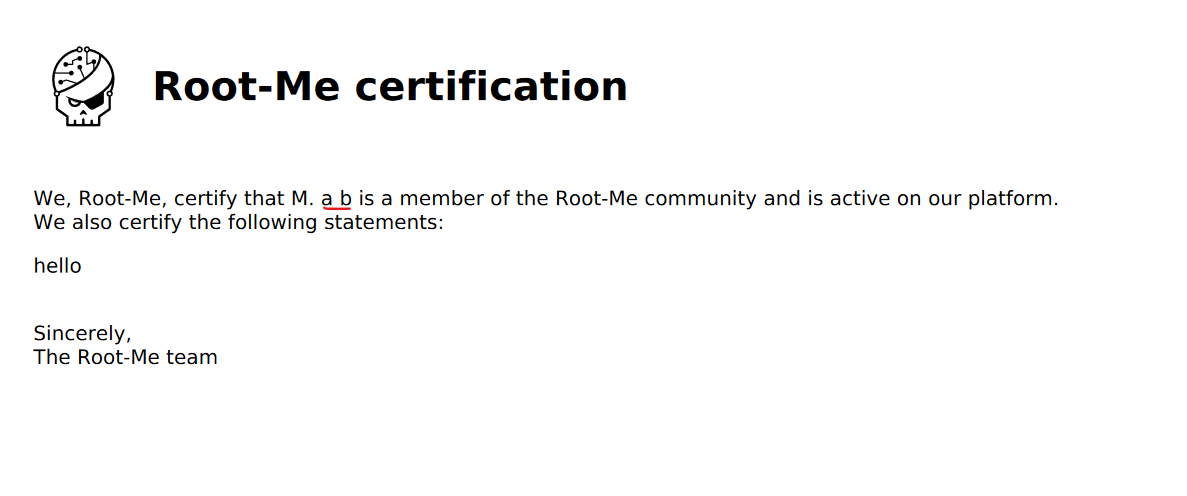 Root-Me certification
We, Root-Me, certify that M. a b is a member of the Root-Me community and is active on our platform.
We also certify the following statements:
hello
Sincerely,
The Root-Me team